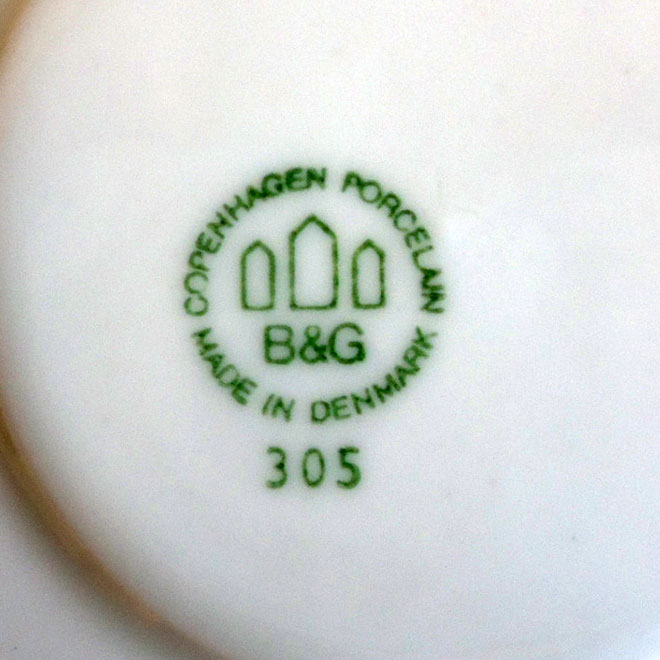 COPENHAGEN PORCELAIN
B&G
MADE IN DENMARK
305